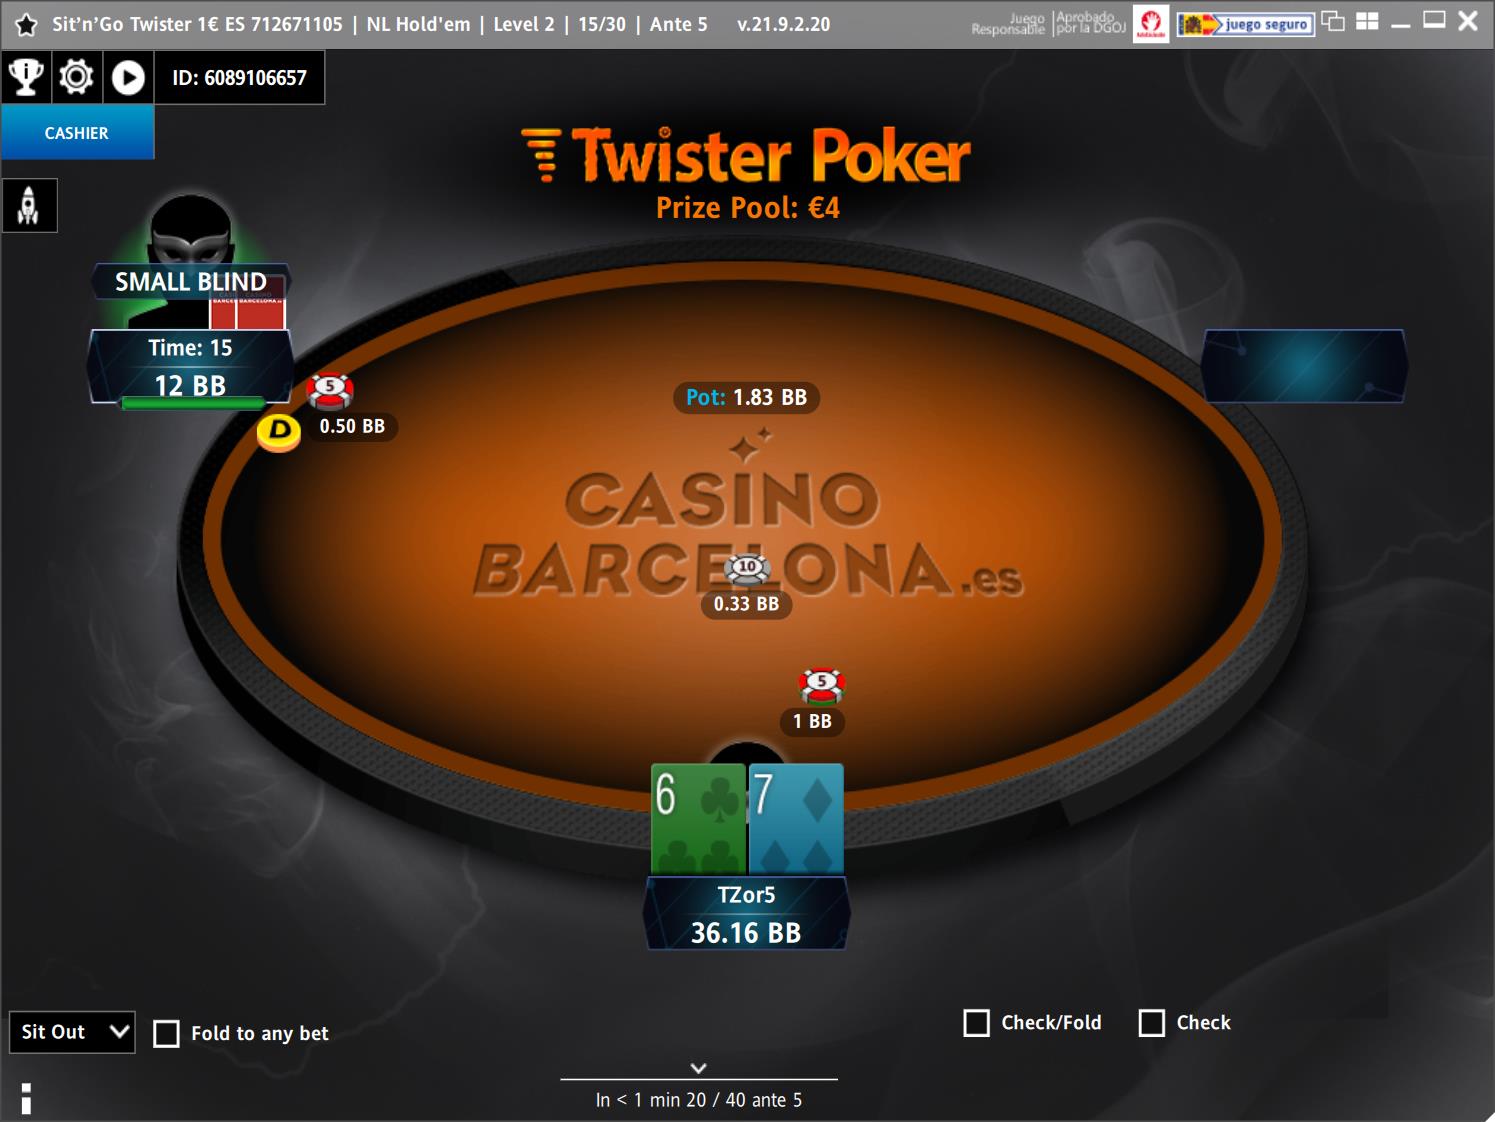 Sit’n’Go Twister 1€ ES 712671105 | NL Hold'em | Level 2 | 15/30 | Ante 5 v.21.9.2.20
Juego Responsable | Aprobado por la DGOJ
juego seguro
ID: 6089106657
CASHIER
Twister Poker
Prize Pool: €4
SMALL BLIND
Time: 15
12 BB
5
D
0.50 BB
Pot: 1.83 BB
CASINO
BARCELONA.es
10
0.33 BB
5
1 BB
6 7
TZor5
36.16 BB
Sit Out
Fold to any bet
Check/Fold
Check
In < 1 min 20 / 40 ante 5